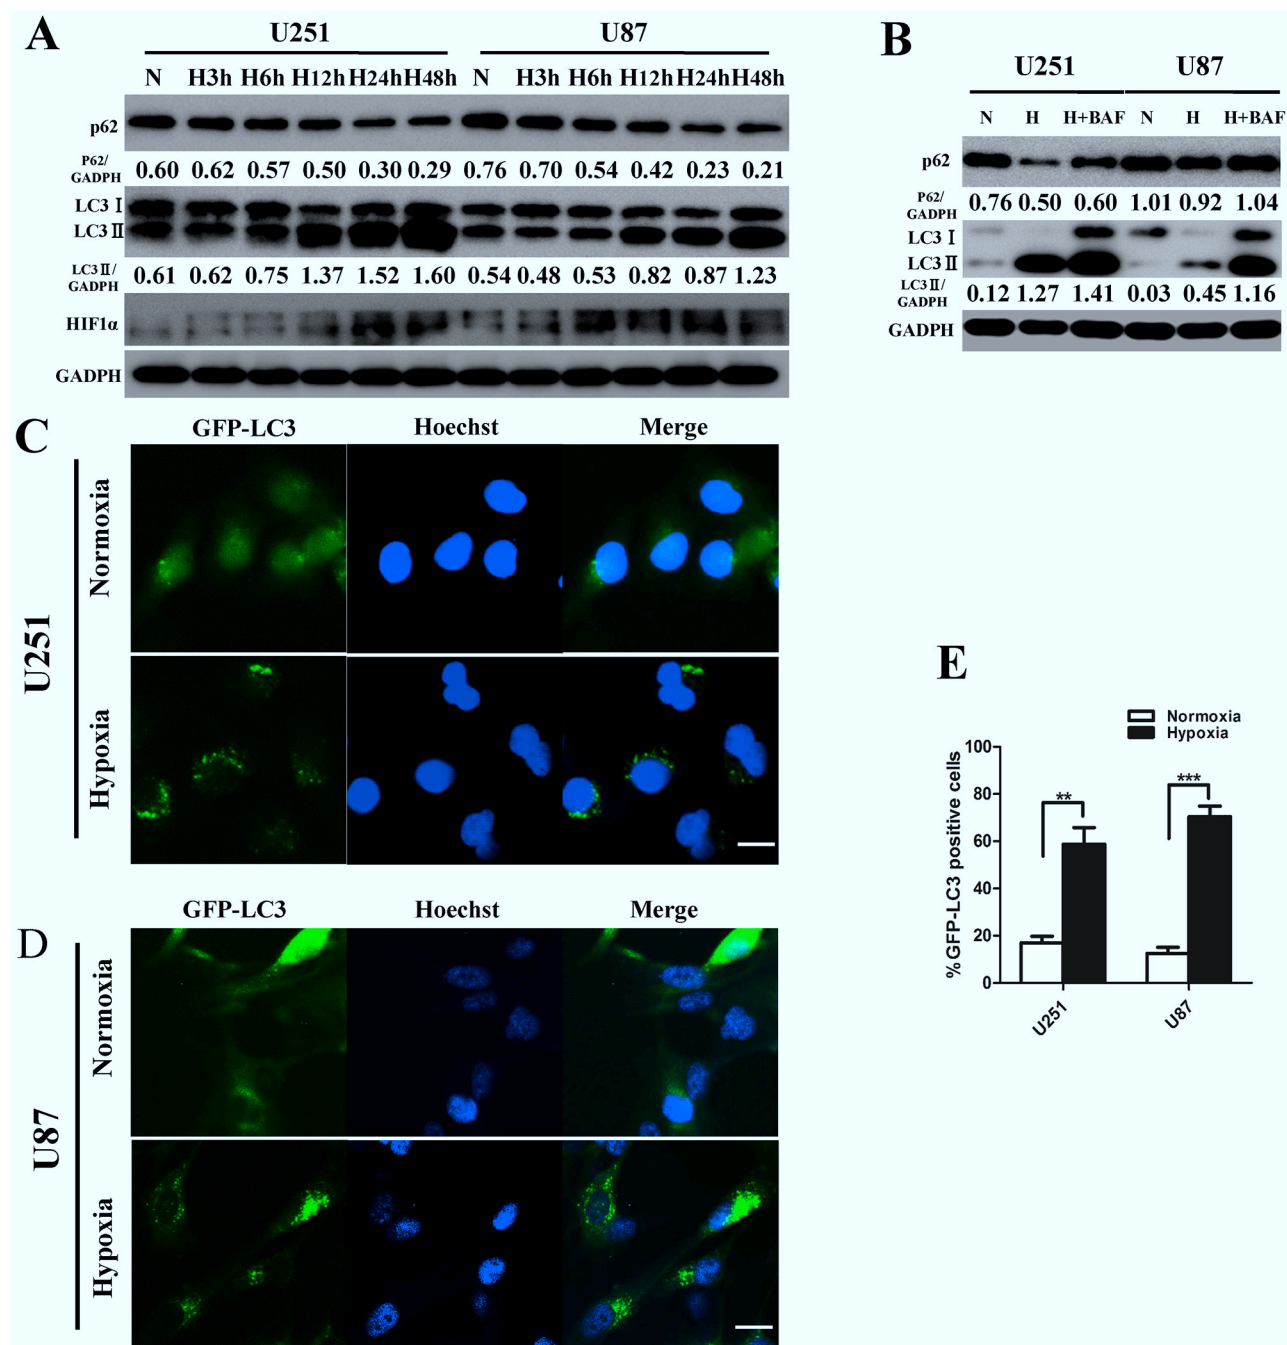 A
U251 U87
N H3h H6h H12h H24h H48h N H3h H6h H12h H24h H48h
p62
P62/
GADPH
0.60 0.62 0.57 0.50 0.30 0.29 0.76 0.70 0.54 0.42 0.23 0.21
LC3 Ⅰ
LC3 Ⅱ
LC3Ⅱ/
GADPH
0.61 0.62 0.75 1.37 1.52 1.60 0.54 0.48 0.53 0.82 0.87 1.23
HIF1α
GADPH
B
U251 U87
N H H+BAF N H H+BAF
p62
P62/
GADPH
0.76 0.50 0.60 1.01 0.92 1.04
LC3 Ⅰ
LC3 Ⅱ
LC3Ⅱ/
GADPH
0.12 1.27 1.41 0.03 0.45 1.16
GADPH
C
GFP-LC3 Hoechst Merge
U251
Normoxia
Hypoxia
D
GFP-LC3 Hoechst Merge
U87
Normoxia
Hypoxia
E
Normoxia
Hypoxia
%GFP-LC3 positive cells
100
80
60
40
20
0
**
***
U251
U87